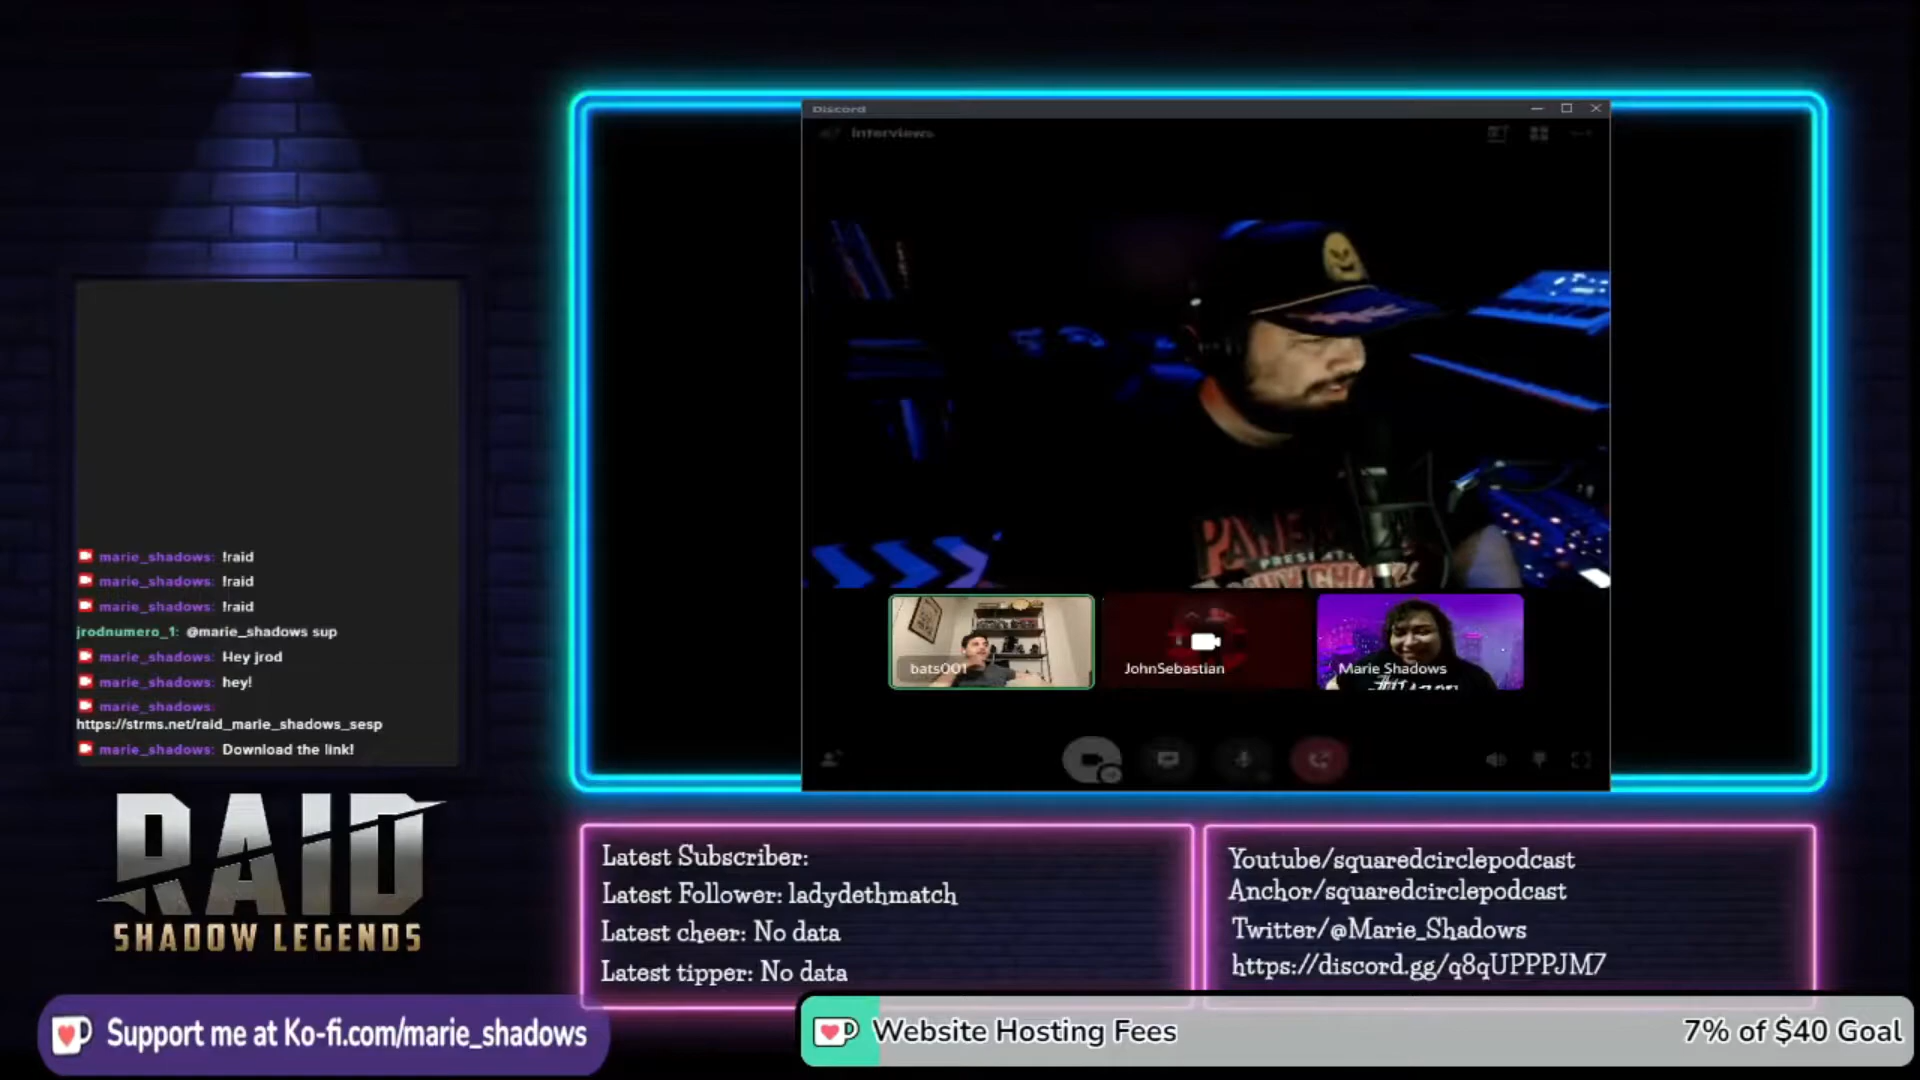 Discord
Interviews
bats001
JohnSebastian
Marie Shadows
marie_shadows: !raid
marie_shadows: !raid
marie_shadows: !raid
jrodnumero_1: @marie_shadows sup
marie_shadows: Hey jrod
marie_shadows: hey!
marie_shadows:
https://strms.net/raid_marie_shadows_sesp
marie_shadows: Download the link!
RAID
SHADOW LEGENDS
Latest Subscriber:
Latest Follower: ladydethmatch
Latest cheer: No data
Latest tipper: No data
Youtube/squaredcirclepodcast
Anchor/squaredcirclepodcast
Twitter/@Marie_Shadows
https://discord.gg/q8qUPPPJM7
Support me at Ko-fi.com/marie_shadows
Website Hosting Fees
7% of $40 Goal